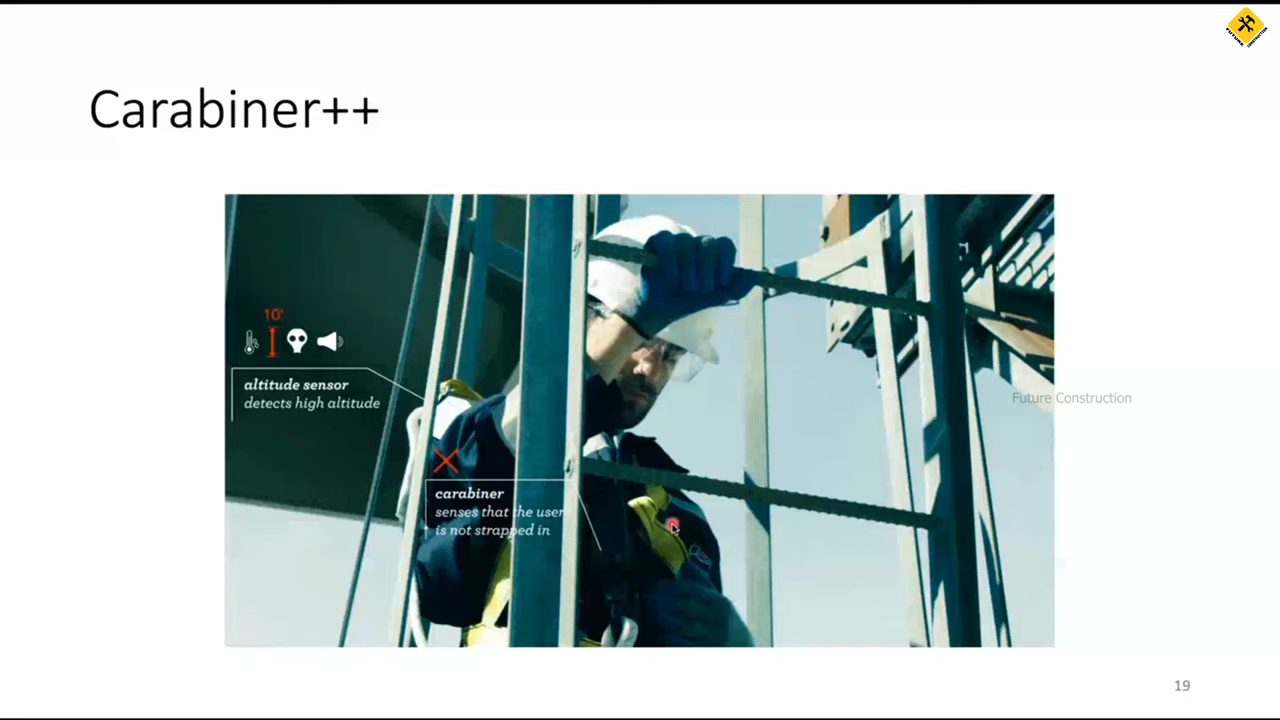 Carabiner++
10'
altitude sensor
detects high altitude
carabiner
senses that the user
is not strapped in
Future Construction
19